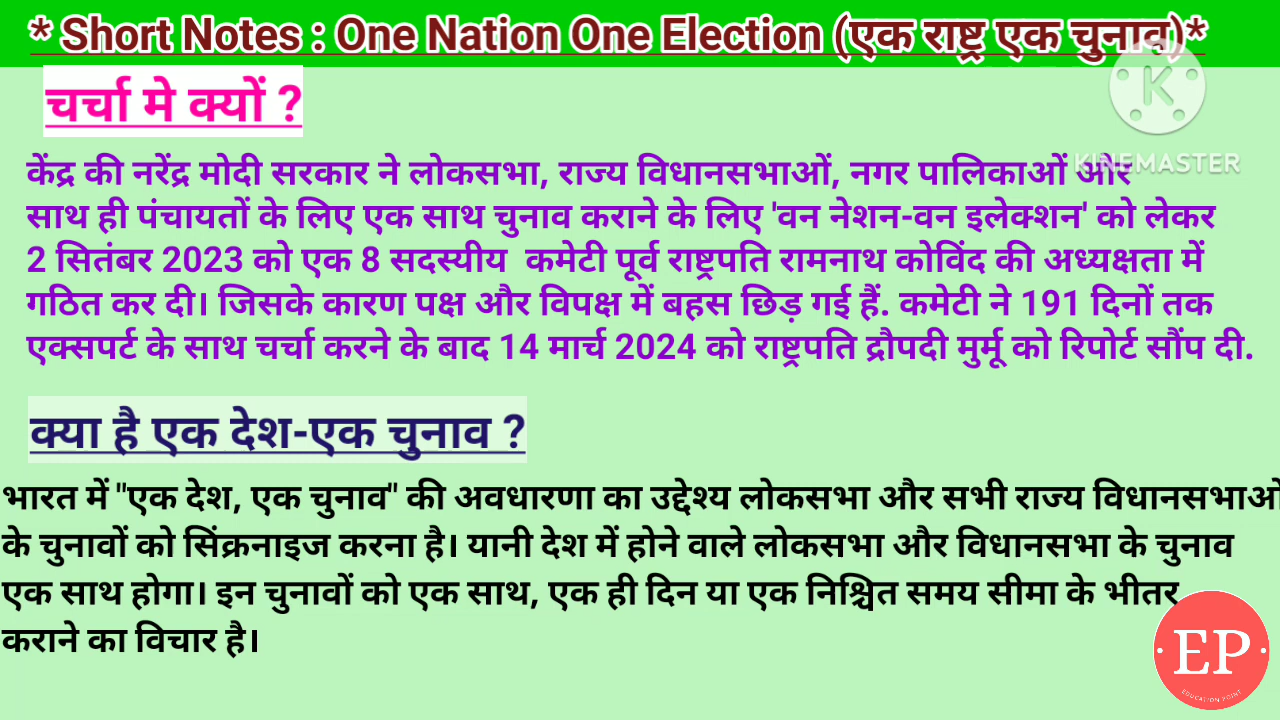 * Short Notes : One Nation One Election (एक राष्ट्र एक चुनाव)*
चर्चा मे क्यों ?
केंद्र की नरेंद्र मोदी सरकार ने लोकसभा, राज्य विधानसभाओं, नगर पालिकाओं और
KINEMASTER
साथ ही पंचायतों के लिए एक साथ चुनाव कराने के लिए 'वन नेशन-वन इलेक्शन' को लेकर
2 सितंबर 2023 को एक 8 सदस्यीय कमेटी पूर्व राष्ट्रपति रामनाथ कोविंद की अध्यक्षता में
गठित कर दी। जिसके कारण पक्ष और विपक्ष में बहस छिड़ गई हैं. कमेटी ने 191 दिनों तक
एक्सपर्ट के साथ चर्चा करने के बाद 14 मार्च 2024 को राष्ट्रपति द्रौपदी मुर्मू को रिपोर्ट सौंप दी.
क्या है एक देश-एक चुनाव ?
भारत में "एक देश, एक चुनाव" की अवधारणा का उद्देश्य लोकसभा और सभी राज्य विधानसभाओ
के चुनावों को सिंक्रनाइज करना है। यानी देश में होने वाले लोकसभा और विधानसभा के चुनाव
एक साथ होगा। इन चुनावों को एक साथ, एक ही दिन या एक निश्चित समय सीमा के भीतर
कराने का विचार है।
EP
EDUCATION POINT